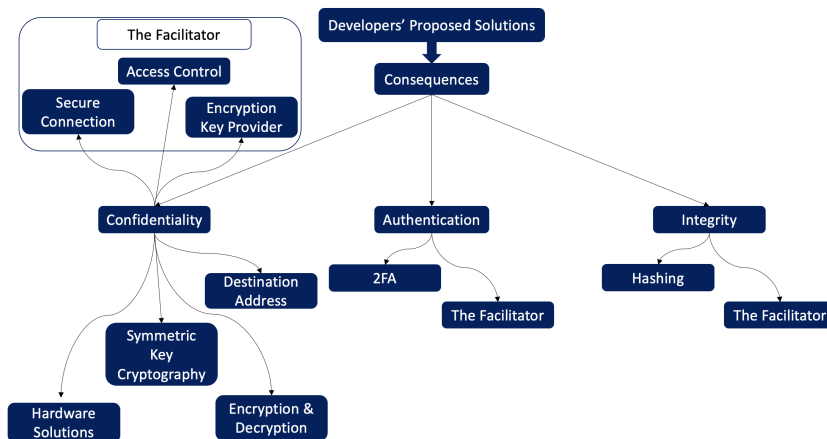 Developers’ Proposed Solutions
The Facilitator
Access Control
Consequences
Secure
Connection
Encryption
Key Provider
Confidentiality
Authentication
Integrity
Destination
Address
2FA
Hashing
The Facilitator
The Facilitator
Symmetric
Key
Cryptography
Hardware
Solutions
Encryption &
Decryption